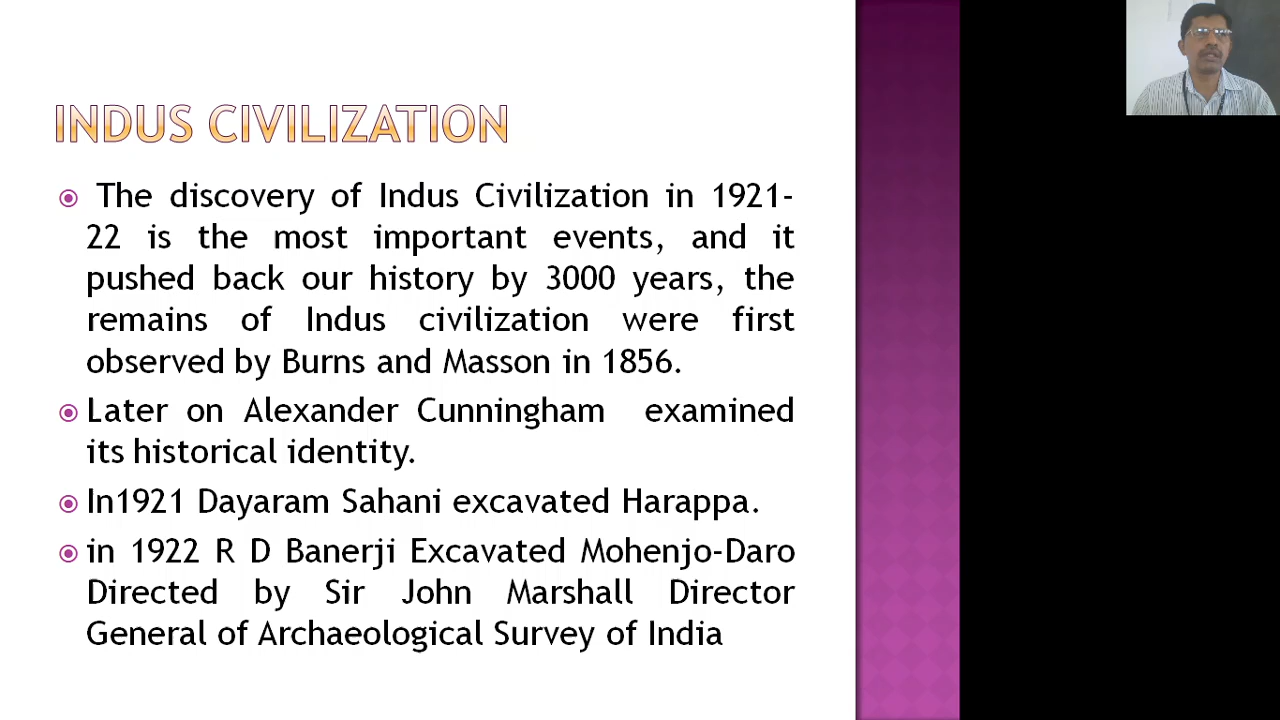 INDUS CIVILIZATION
The discovery of Indus Civilization in 1921-
22 is the most important events, and it
pushed back our history by 3000 years, the
remains of Indus civilization were first
observed by Burns and Masson in 1856.
Later on Alexander Cunningham examined
its historical identity.
In1921 Dayaram Sahani excavated Harappa.
in 1922 R D Banerji Excavated Mohenjo-Daro
Directed by Sir John Marshall Director
General of Archaeological Survey of India